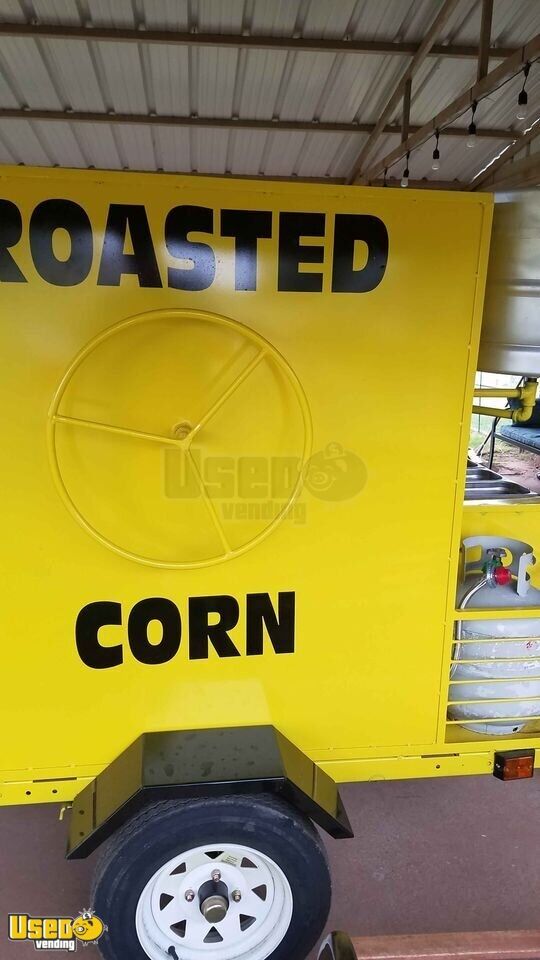 ROASTED
USED
vending
CORN
USED
vending